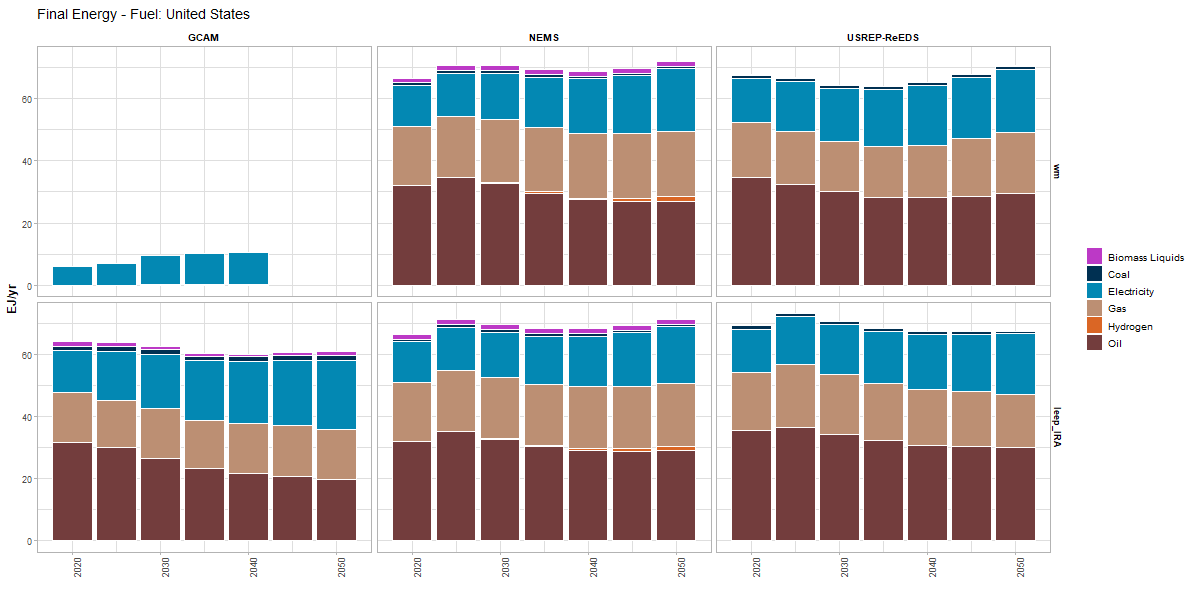 Final Energy - Fuel: United States
GCAM
NEMS
USREP-ReEDS
60
40
20
0
wm
EJ/yr
60
40
20
0
leep_IRA
2020
2030
2040
2050
2020
2030
2040
2050
2020
2030
2040
2050
Biomass Liquids
Coal
Electricity
Gas
Hydrogen
Oil